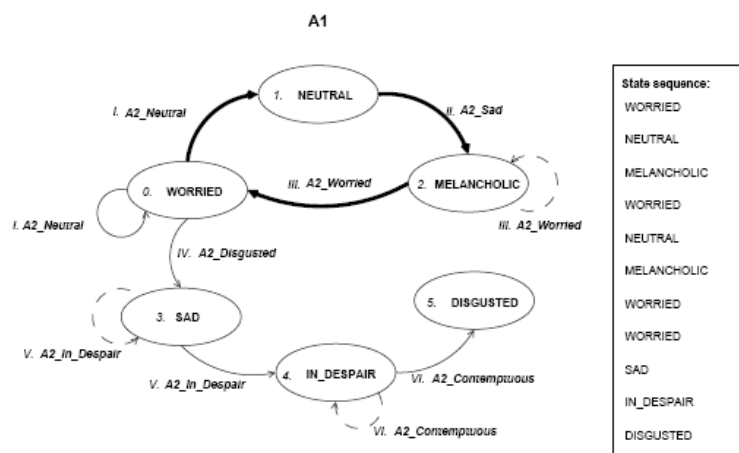 A1
1. NEUTRAL
I. A2_Neutral
II. A2_Sad
0. WORRIED
III. A2_Worried
2. MELANCHOLIC
I. A2_Neutral
III. A2_Worried
IV. A2_Disgusted
3. SAD
5. DISGUSTED
V. A2_In_Despair
V. A2_In_Despair
4. IN_DESPAIR
VI. A2_Contemptuous
VI. A2_Contemptuous
State sequence:
WORRIED
NEUTRAL
MELANCHOLIC
WORRIED
NEUTRAL
MELANCHOLIC
WORRIED
WORRIED
SAD
IN_DESPAIR
DISGUSTED